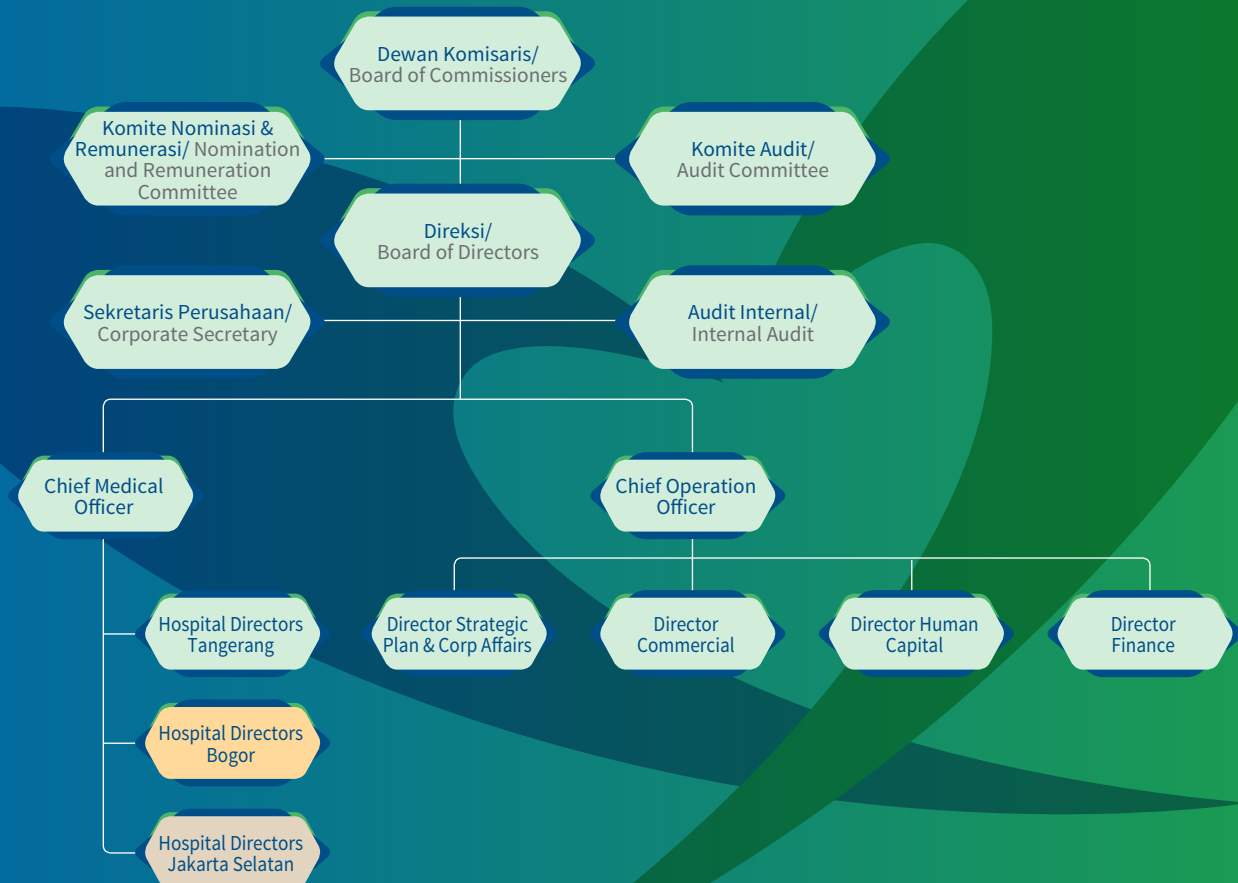 Dewan Komisaris/
Board of Commissioners
Komite Nominasi &
Remunerasi/ Nomination
and Remuneration
Committee
Komite Audit/
Audit Committee
Direksi/
Board of Directors
Sekretaris Perusahaan/
Corporate Secretary
Audit Internal/
Internal Audit
Chief Medical
Officer
Chief Operation
Officer
Hospital Directors
Tangerang
Director Strategic
Plan & Corp Affairs
Director
Commercial
Director Human
Capital
Director
Finance
Hospital Directors
Bogor
Hospital Directors
Jakarta Selatan